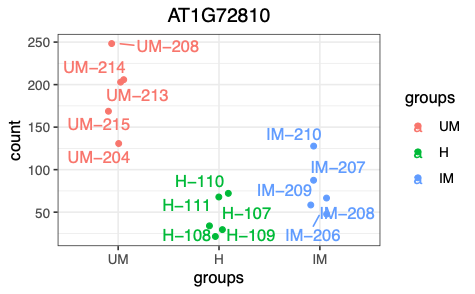 AT1G72810
count
250
200
150
100
50
UM−208
UM−214
UM−213
UM−215
UM−204
H−110
H−111
H−107
H−108
H−109
IM−210
IM−207
IM−209
IM−208
IM−206
UM
H
IM
groups
groups
a UM
a H
a IM